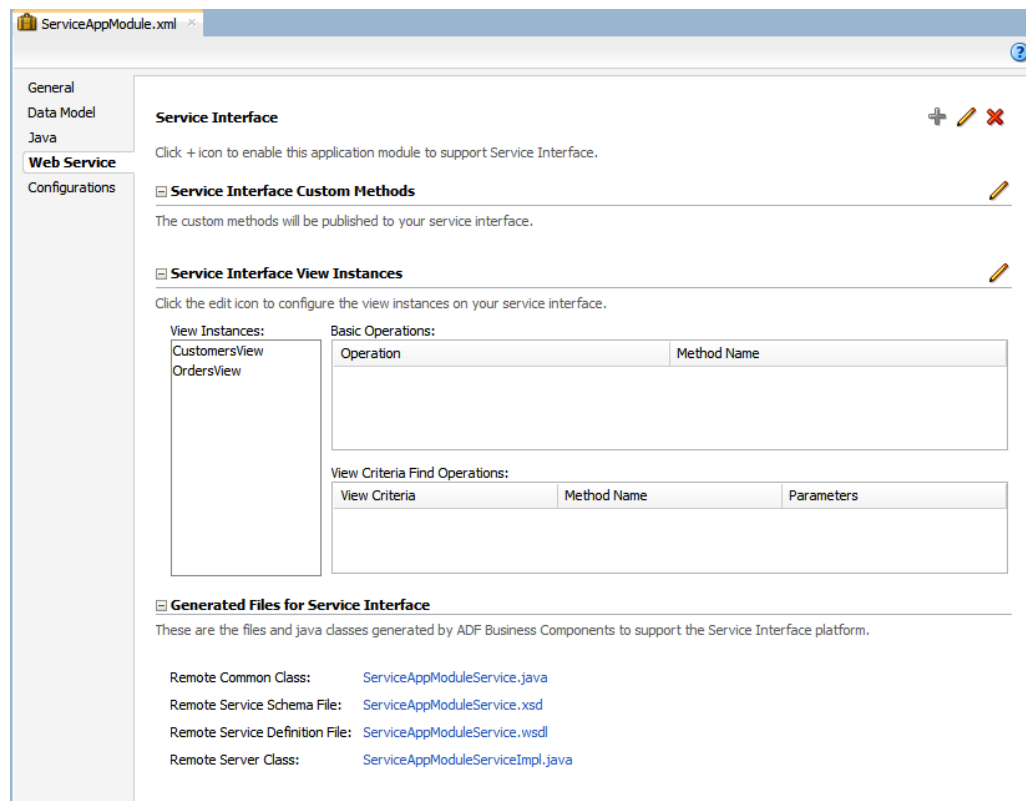 ServiceAppModule.xml
General
Data Model
Java
Web Service
Configurations
Service Interface
Click + icon to enable this application module to support Service Interface.
Service Interface Custom Methods
The custom methods will be published to your service interface.
Service Interface View Instances
Click the edit icon to configure the view instances on your service interface.
View Instances:
CustomersView
OrdersView
Basic Operations:
Operation Method Name
View Criteria Find Operations:
View Criteria Method Name Parameters
Generated Files for Service Interface
These are the files and java classes generated by ADF Business Components to support the Service Interface platform.
Remote Common Class: ServiceAppModuleService.java
Remote Service Schema File: ServiceAppModuleService.xsd
Remote Service Definition File: ServiceAppModuleService.wsdl
Remote Server Class: ServiceAppModuleServiceImpl.java